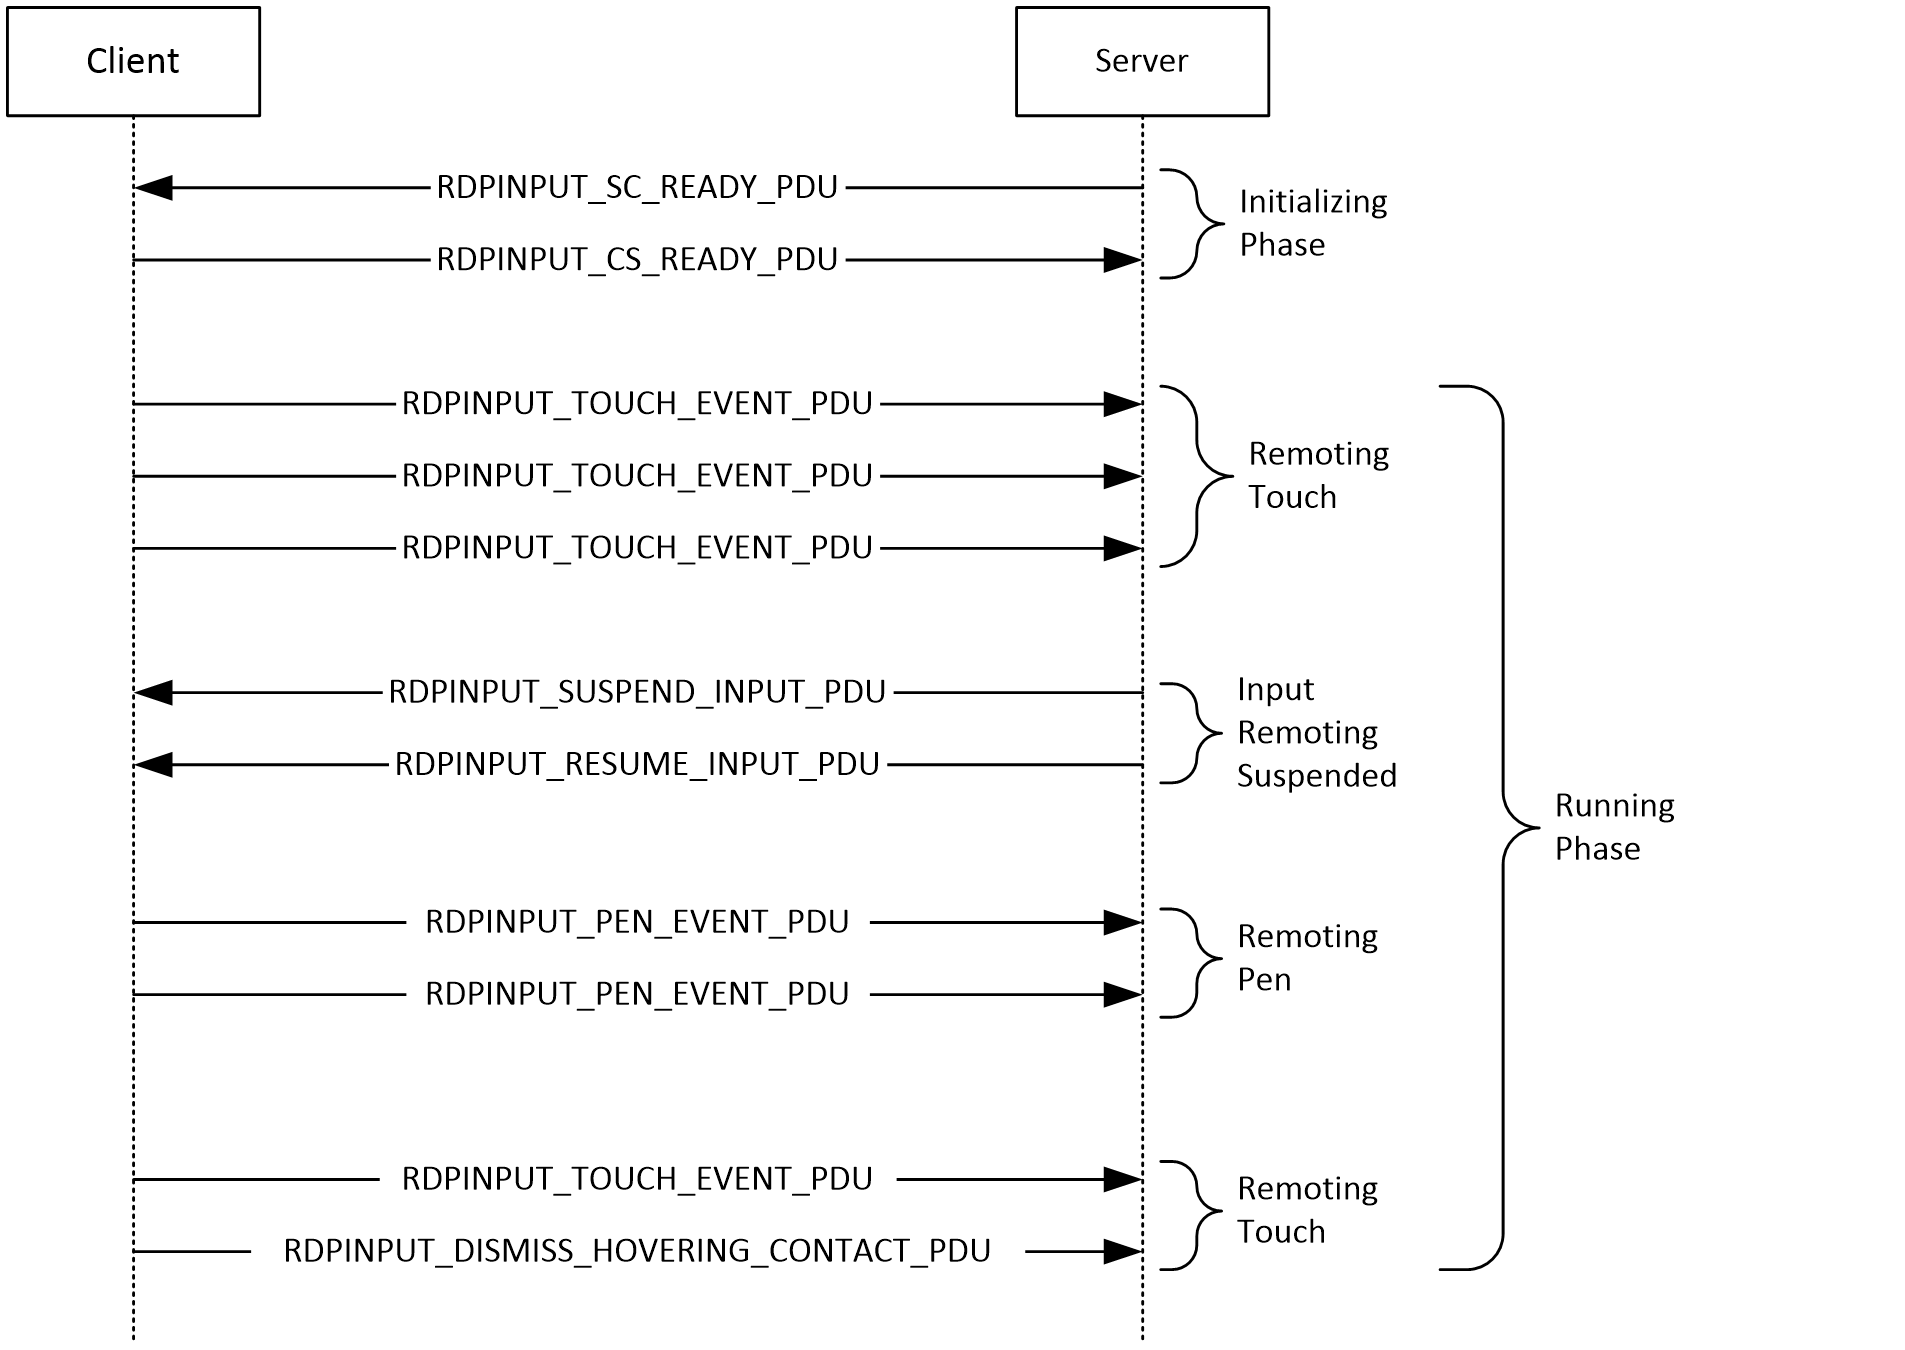 Client
Server
RDPINPUT_SC_READY_PDU
RDPINPUT_CS_READY_PDU
Initializing
Phase
RDPINPUT_TOUCH_EVENT_PDU
RDPINPUT_TOUCH_EVENT_PDU
RDPINPUT_TOUCH_EVENT_PDU
Remoting
Touch
RDPINPUT_SUSPEND_INPUT_PDU
RDPINPUT_RESUME_INPUT_PDU
Input
Remoting
Suspended
Running
Phase
RDPINPUT_PEN_EVENT_PDU
RDPINPUT_PEN_EVENT_PDU
Remoting
Pen
RDPINPUT_TOUCH_EVENT_PDU
RDPINPUT_DISMISS_HOVERING_CONTACT_PDU
Remoting
Touch